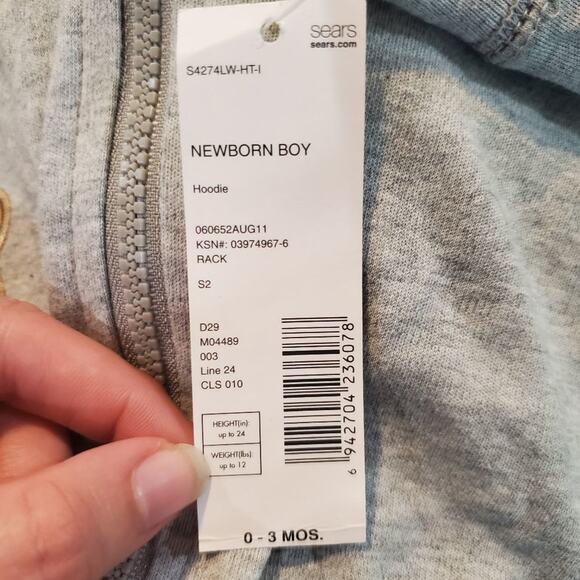 sears
sears.com
S4274LW-HT-I
NEWBORN BOY
Hoodie
060652AUG11
KSN#: 03974967-6
RACK
S2
D29
M04489
003
Line 24
CLS 010
HEIGHT(in):
up to 24
WEIGHT(lbs):
up to 12
6 942704 236078
0 - 3 MOS.